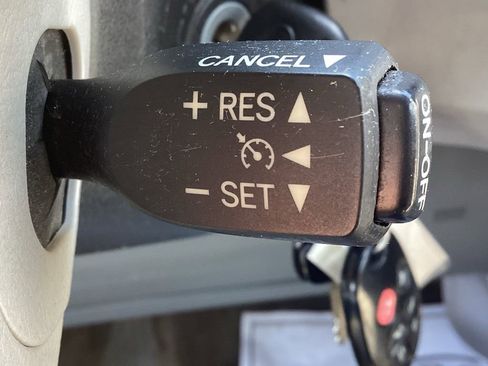 CANCEL ▼
+ RES ▲
◀
− SET ▼
ON-OFF